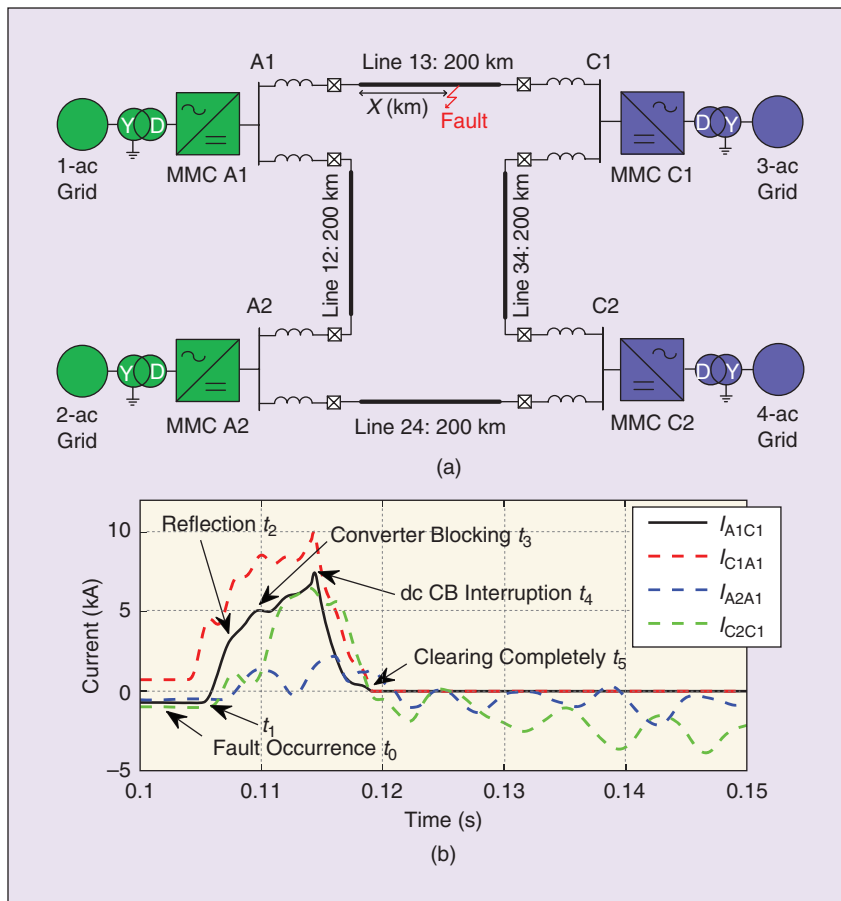 A1
Line 13: 200 km
C1
X (km)
Fault
Y D
D Y
1-ac
Grid
MMC A1
MMC C1
3-ac
Grid
Line 12: 200 km
Line 34: 200 km
A2
C2
Y D
D Y
2-ac
Grid
MMC A2
Line 24: 200 km
MMC C2
4-ac
Grid
(a)
Reflection t2
Converter Blocking t3
dc CB Interruption t4
Clearing Completely t5
t1
Fault Occurrence t0
IA1C1
IC1A1
IA2A1
IC2C1
Current (kA)
10
5
0
−5
0.1
0.11
0.12
0.13
0.14
0.15
Time (s)
(b)